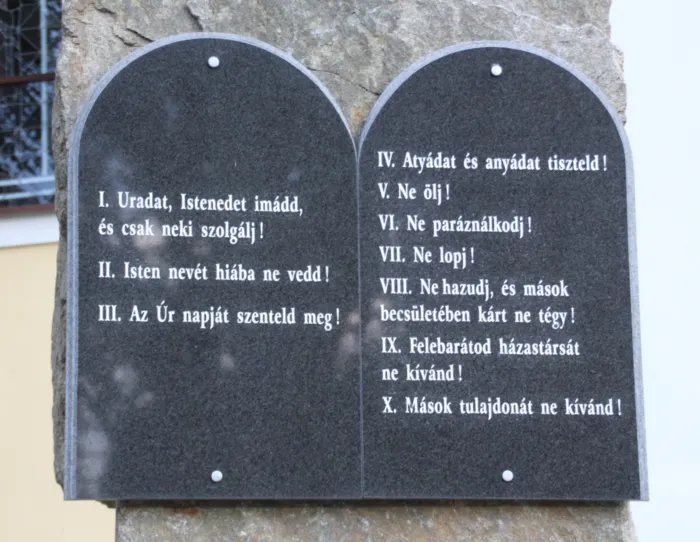 I. Uradat, Istenedet imádd,
és csak neki szolgálj!
II. Isten nevét hiába ne vedd!
III. Az Úr napját szenteld meg!
IV. Atyádat és anyádat tiszteld!
V. Ne ölj!
VI. Ne paráználkodj!
VII. Ne lopj!
VIII. Ne hazudj, és mások
becsületében kárt ne tégy!
IX. Felebarátod házastársát
ne kívánd!
X. Mások tulajdonát ne kívánd!